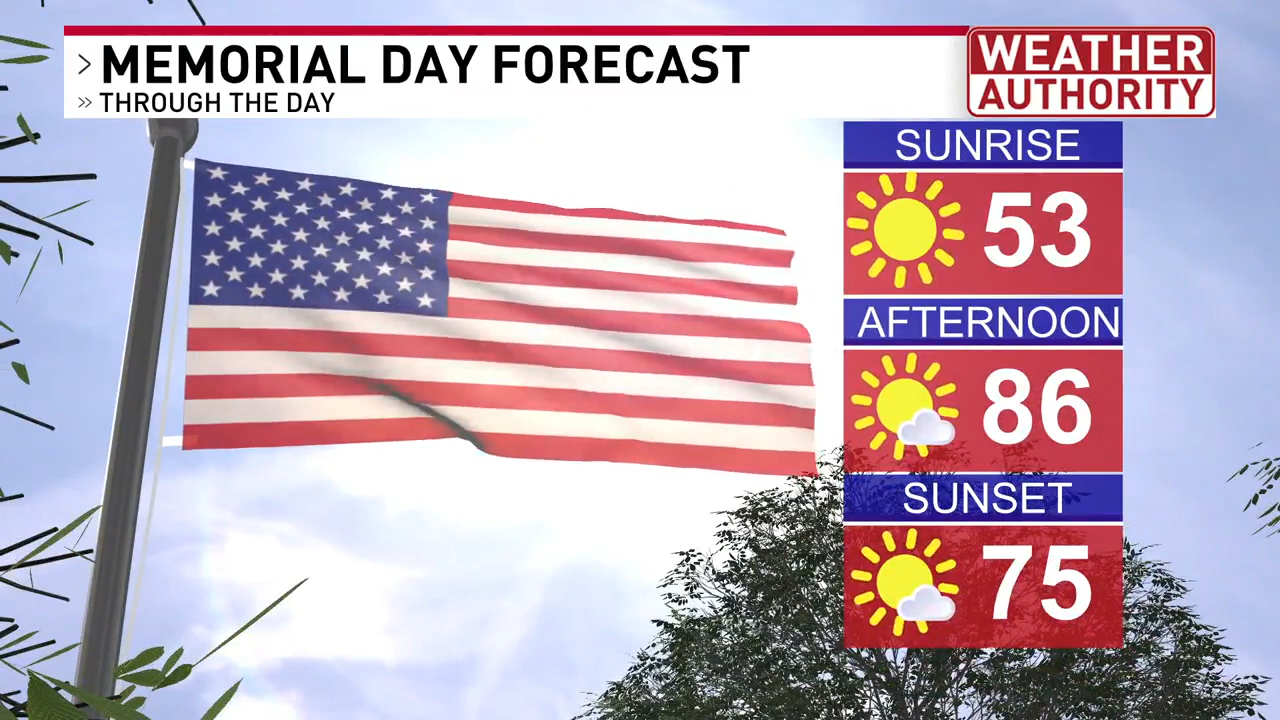 > MEMORIAL DAY FORECAST
» THROUGH THE DAY
WEATHER
AUTHORITY
SUNRISE
53
AFTERNOON
86
SUNSET
75